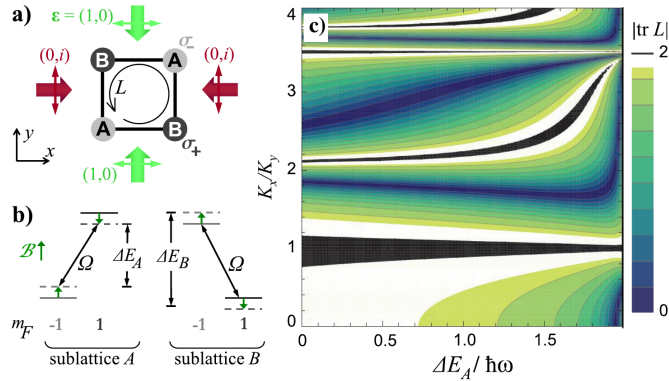 a)
ε = (1,0)
σ-
(0,i)
(0,i)
B
A
L
A
B
σ+
y
x
(1,0)
b)
ℬ
Ω
ΔE_A
ΔE_B
Ω
m_F
-1
1
-1
1
sublattice A
sublattice B
c)
4
3
2
1
0
K_x/K_y
0
0.5
1.0
1.5
ΔE_A / ħω
|tr L|
2
0